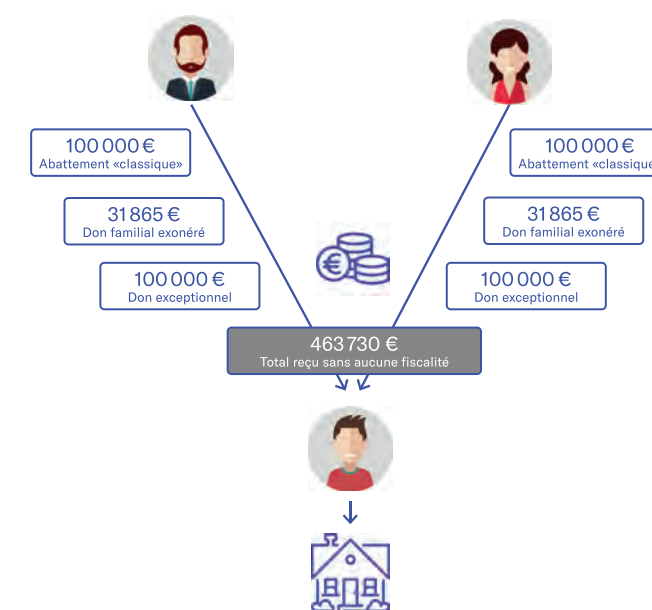 100 000 €
Abattement «classique»
100 000 €
Abattement «classique
31 865 €
Don familial exonéré
31 865 €
Don familial exonéré
100 000 €
Don exceptionnel
100 000 €
Don exceptionnel
463 730 €
Total reçu sans aucune fiscalité